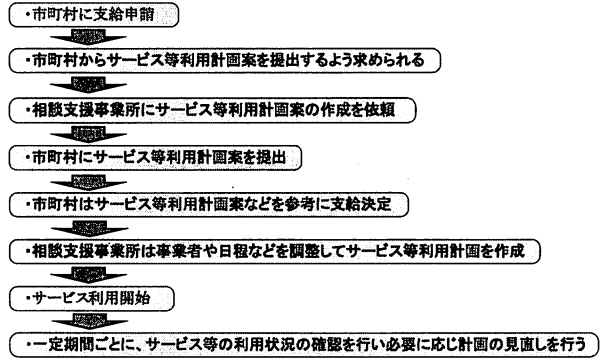 ・市町村に支給申請
・市町村からサービス等利用計画案を提出するよう求められる
・相談支援事業所にサービス等利用計画案の作成を依頼
・市町村にサービス等利用計画案を提出
・市町村はサービス等利用計画案などを参考に支給決定
・相談支援事業所は事業者や日程などを調整してサービス等利用計画を作成
・サービス利用開始
・一定期間ごとに、サービス等の利用状況の確認を行い必要に応じ計画の見直しを行う